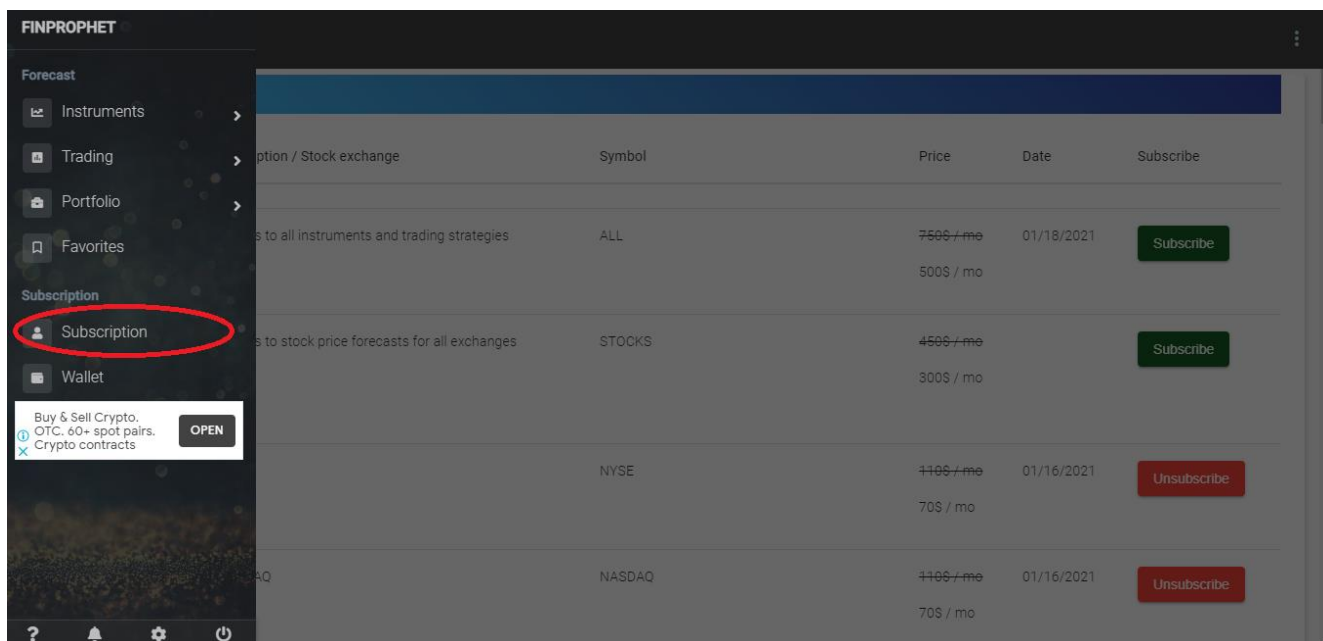 FINPROPHET
Forecast
Instruments
Trading
Portfolio
Favorites
Subscription
Subscription
Wallet
Buy & Sell Crypto.
OTC. 60+ spot pairs.
Crypto contracts
OPEN
ption / Stock exchange Symbol Price Date Subscribe
s to all instruments and trading strategies ALL 750$ / mo 01/18/2021 Subscribe
500$ / mo
s to stock price forecasts for all exchanges STOCKS 450$ / mo Subscribe
300$ / mo
NYSE 110$ / mo 01/16/2021 Unsubscribe
70$ / mo
AQ NASDAQ 110$ / mo 01/16/2021 Unsubscribe
70$ / mo